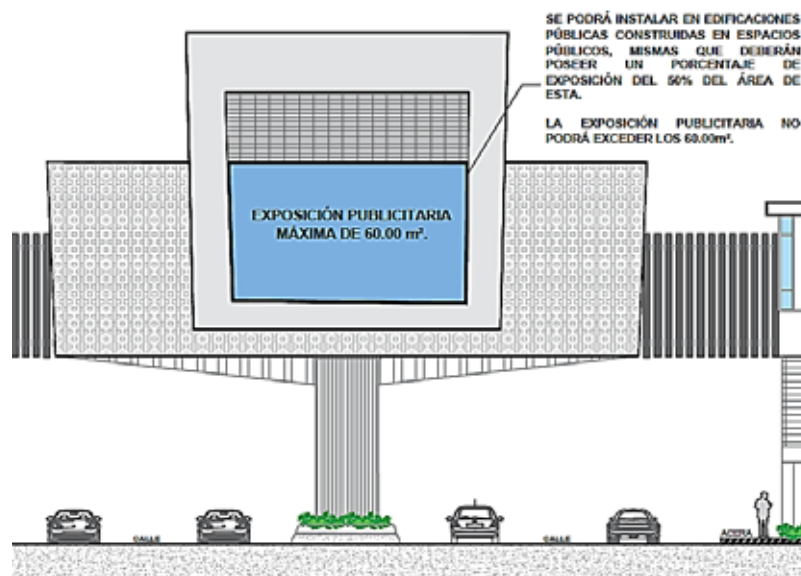 SE PODRÁ INSTALAR EN EDIFICACIONES
PÚBLICAS CONSTRUIDAS EN ESPACIOS
PÚBLICOS, MISMAS QUE DEBERÁN
POSEER UN PORCENTAJE DE
EXPOSICIÓN DEL 50% DEL ÁREA DE
ESTA.
LA EXPOSICIÓN PUBLICITARIA NO
PODRÁ EXCEDER LOS 60.00m².
EXPOSICIÓN PUBLICITARIA
MÁXIMA DE 60.00 m².
CALLE
CALLE
ACERA